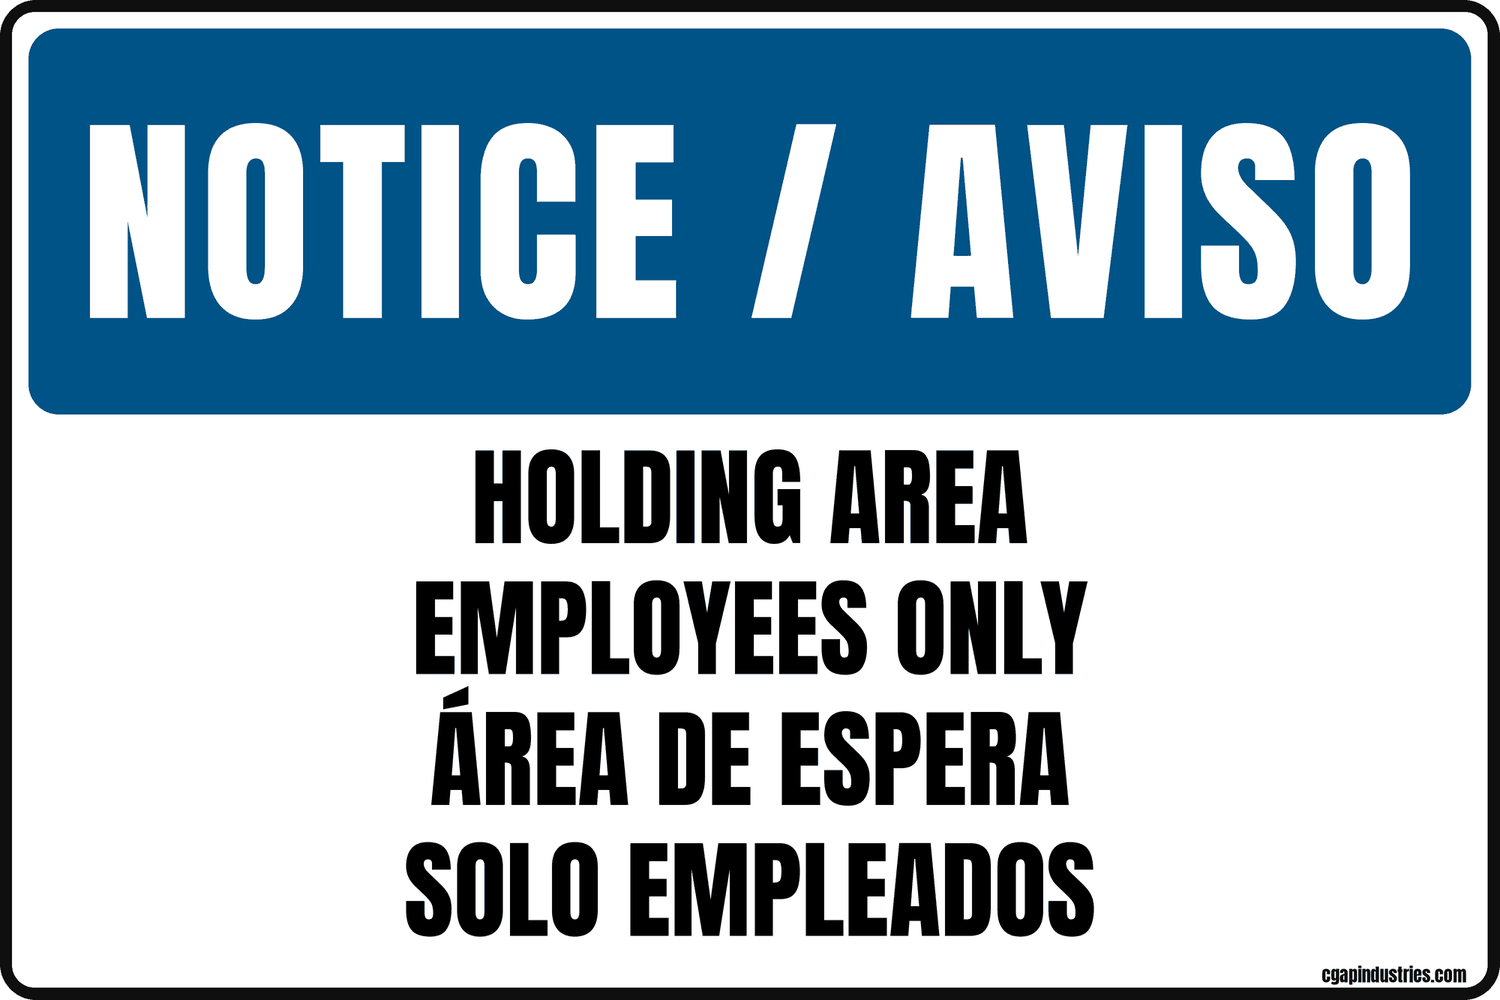 NOTICE / AVISO
HOLDING AREA
EMPLOYEES ONLY
ÁREA DE ESPERA
SOLO EMPLEADOS
cgapindustries.com